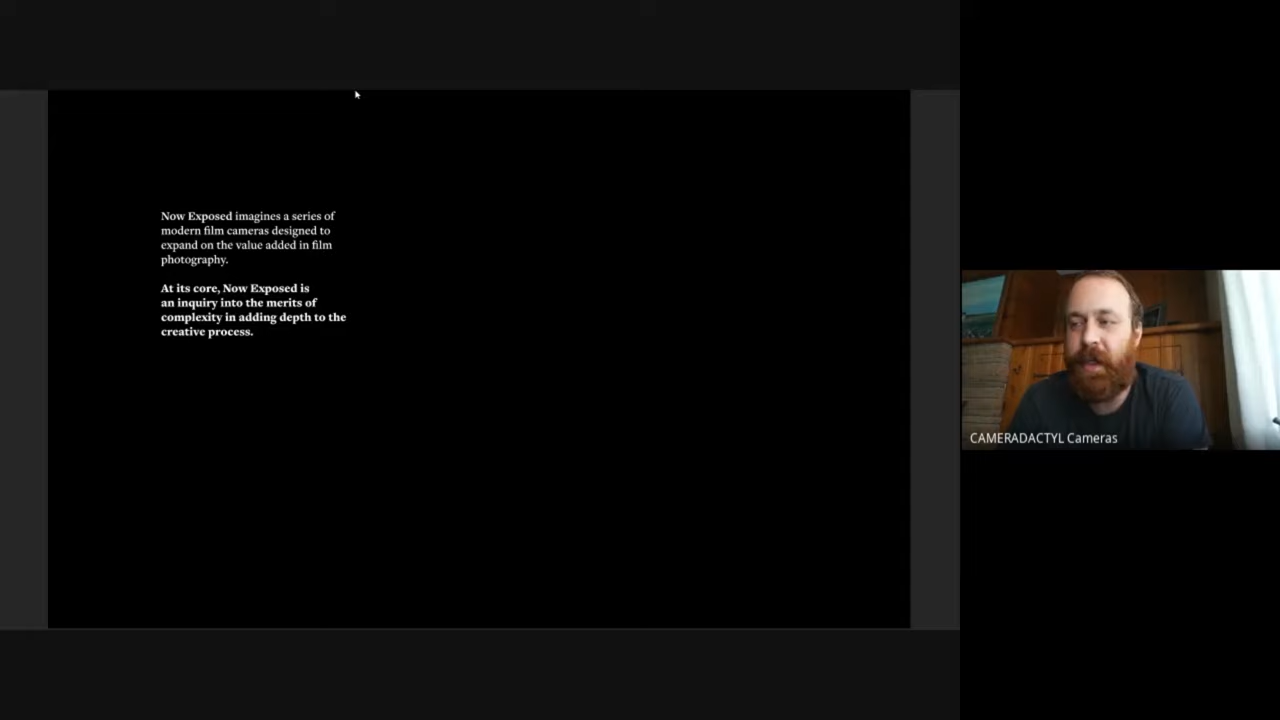 Now Exposed imagines a series of
modern film cameras designed to
expand on the value added in film
photography.
At its core, Now Exposed is
an inquiry into the merits of
complexity in adding depth to the
creative process.
CAMERADACTYL Cameras